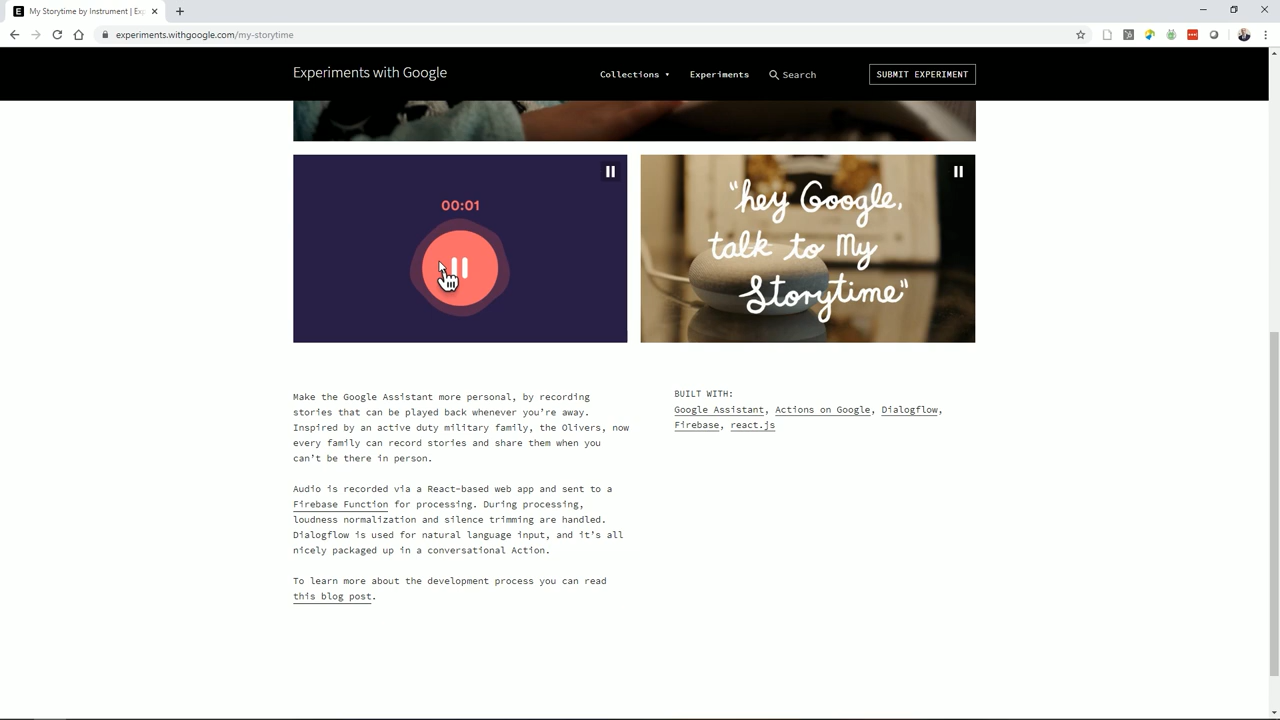 My Storytime by Instrument | Ex
experiments.withgoogle.com/my-storytime
Experiments with Google
Collections ▾
Experiments
Search
SUBMIT EXPERIMENT
00:01
"hey Google,
talk to My
Storytime"
Make the Google Assistant more personal, by recording
stories that can be played back whenever you're away.
Inspired by an active duty military family, the Olivers, now
every family can record stories and share them when you
can't be there in person.
Audio is recorded via a React-based web app and sent to a
Firebase Function for processing. During processing,
loudness normalization and silence trimming are handled.
Dialogflow is used for natural language input, and it's all
nicely packaged up in a conversational Action.
To learn more about the development process you can read
this blog post.
BUILT WITH:
Google Assistant, Actions on Google, Dialogflow,
Firebase, react.js